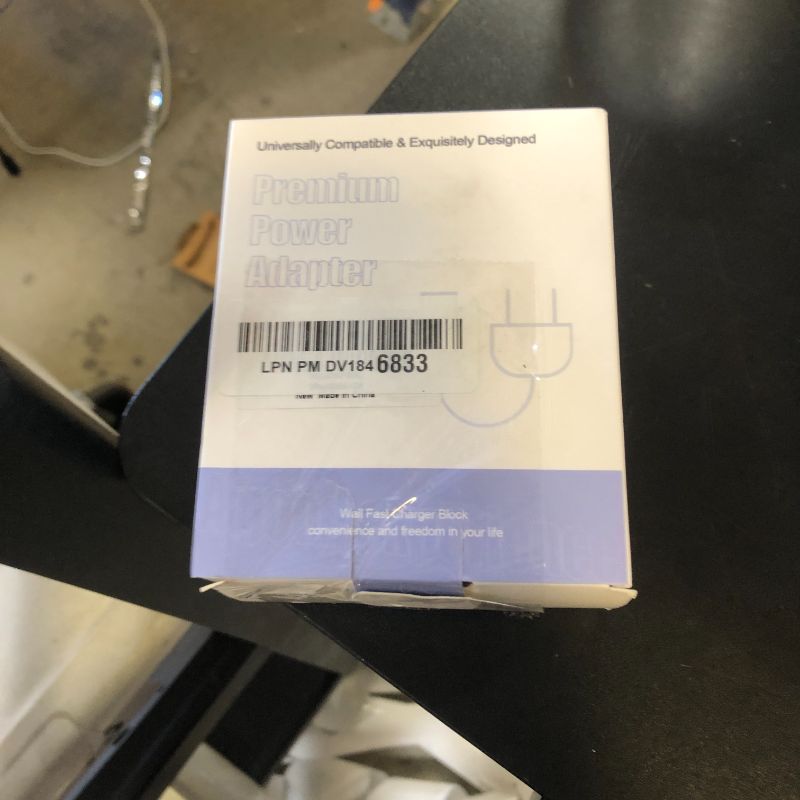 Universally Compatible & Exquisitely Designed
Premium
Power
Adapter
LPN PM DV1846833
New Made in China
Wall Fast Charger Block
convenience and freedom in your life